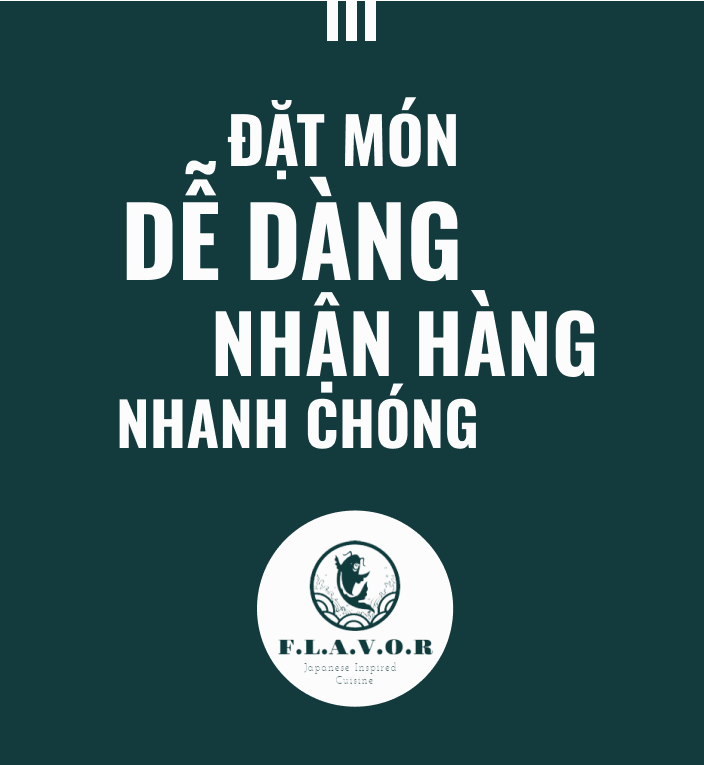 ĐẶT MÓN
DỄ DÀNG
NHẬN HÀNG
NHANH CHÓNG
F.L.A.V.O.R
Japanese Inspired
Cuisine